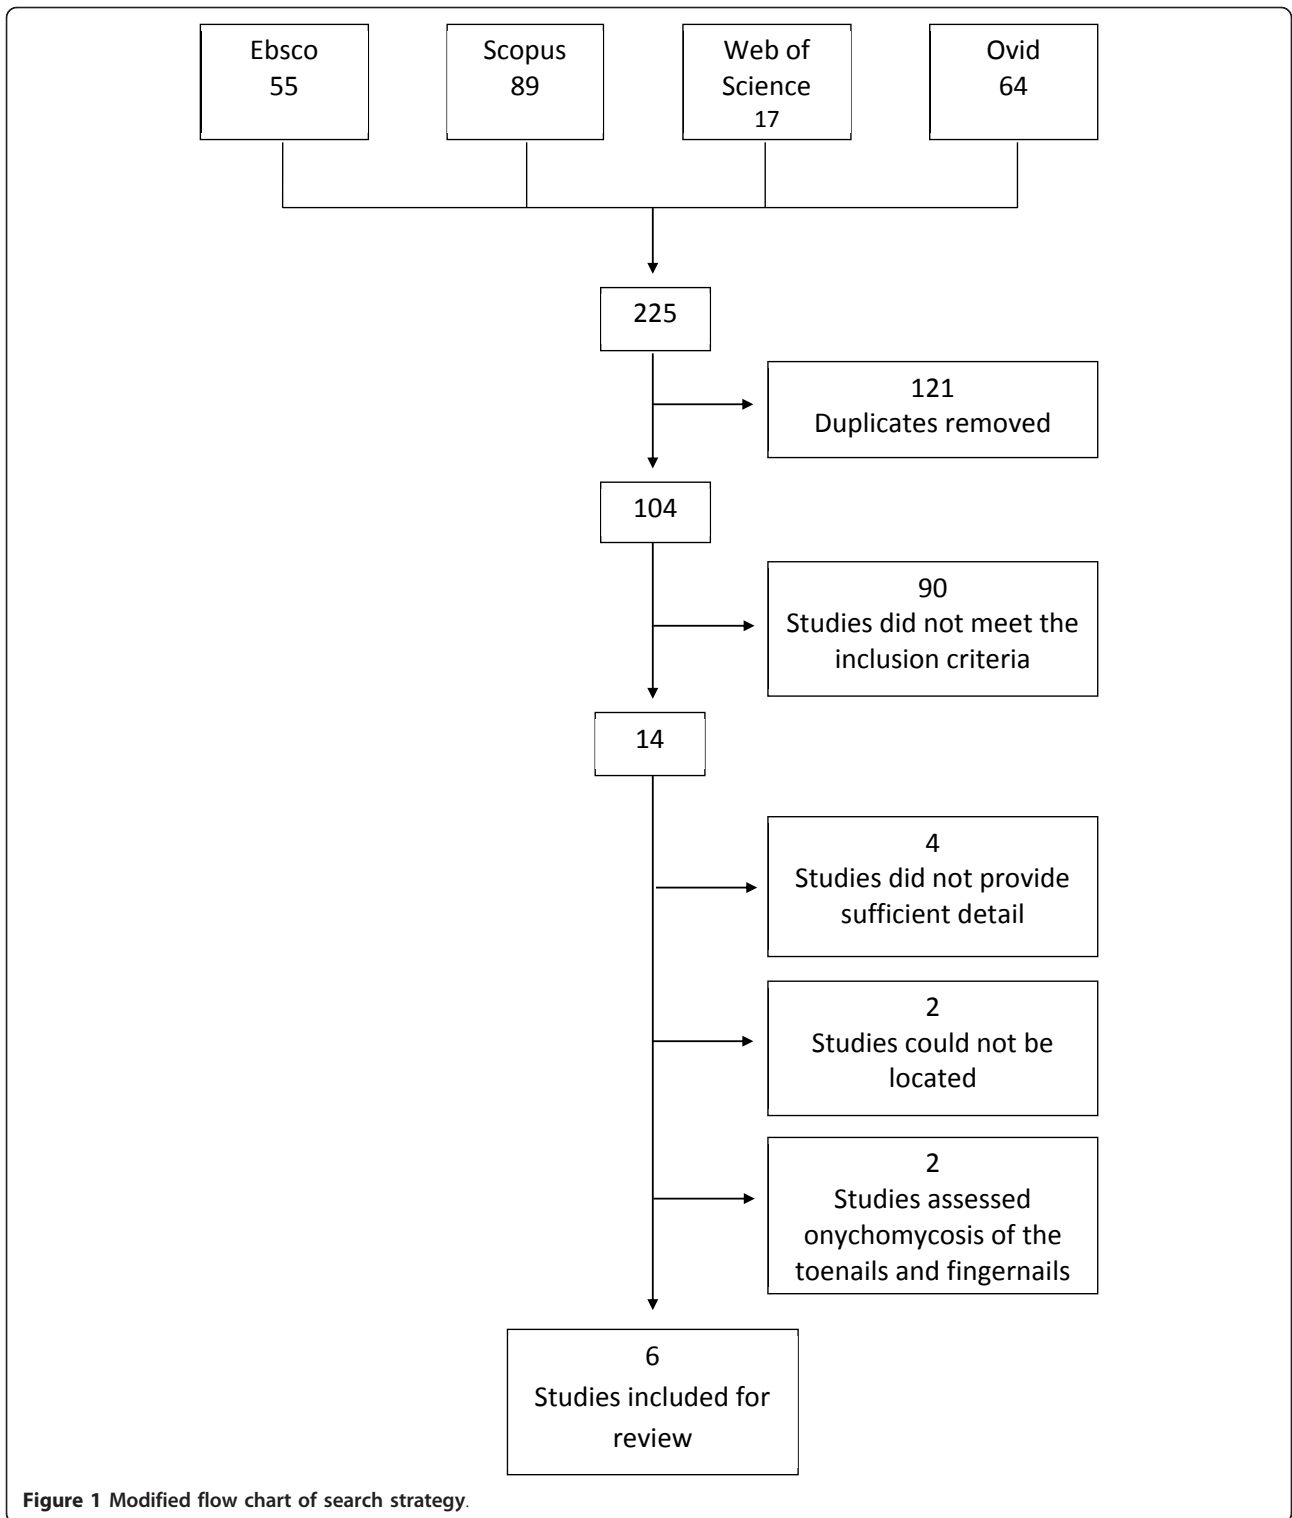 Ebsco
55
Scopus
89
Web of
Science
17
Ovid
64
225
121
Duplicates removed
104
90
Studies did not meet the
inclusion criteria
14
4
Studies did not provide
sufficient detail
2
Studies could not be
located
2
Studies assessed
onychomycosis of the
toenails and fingernails
6
Studies included for
review
Figure 1 Modified flow chart of search strategy.